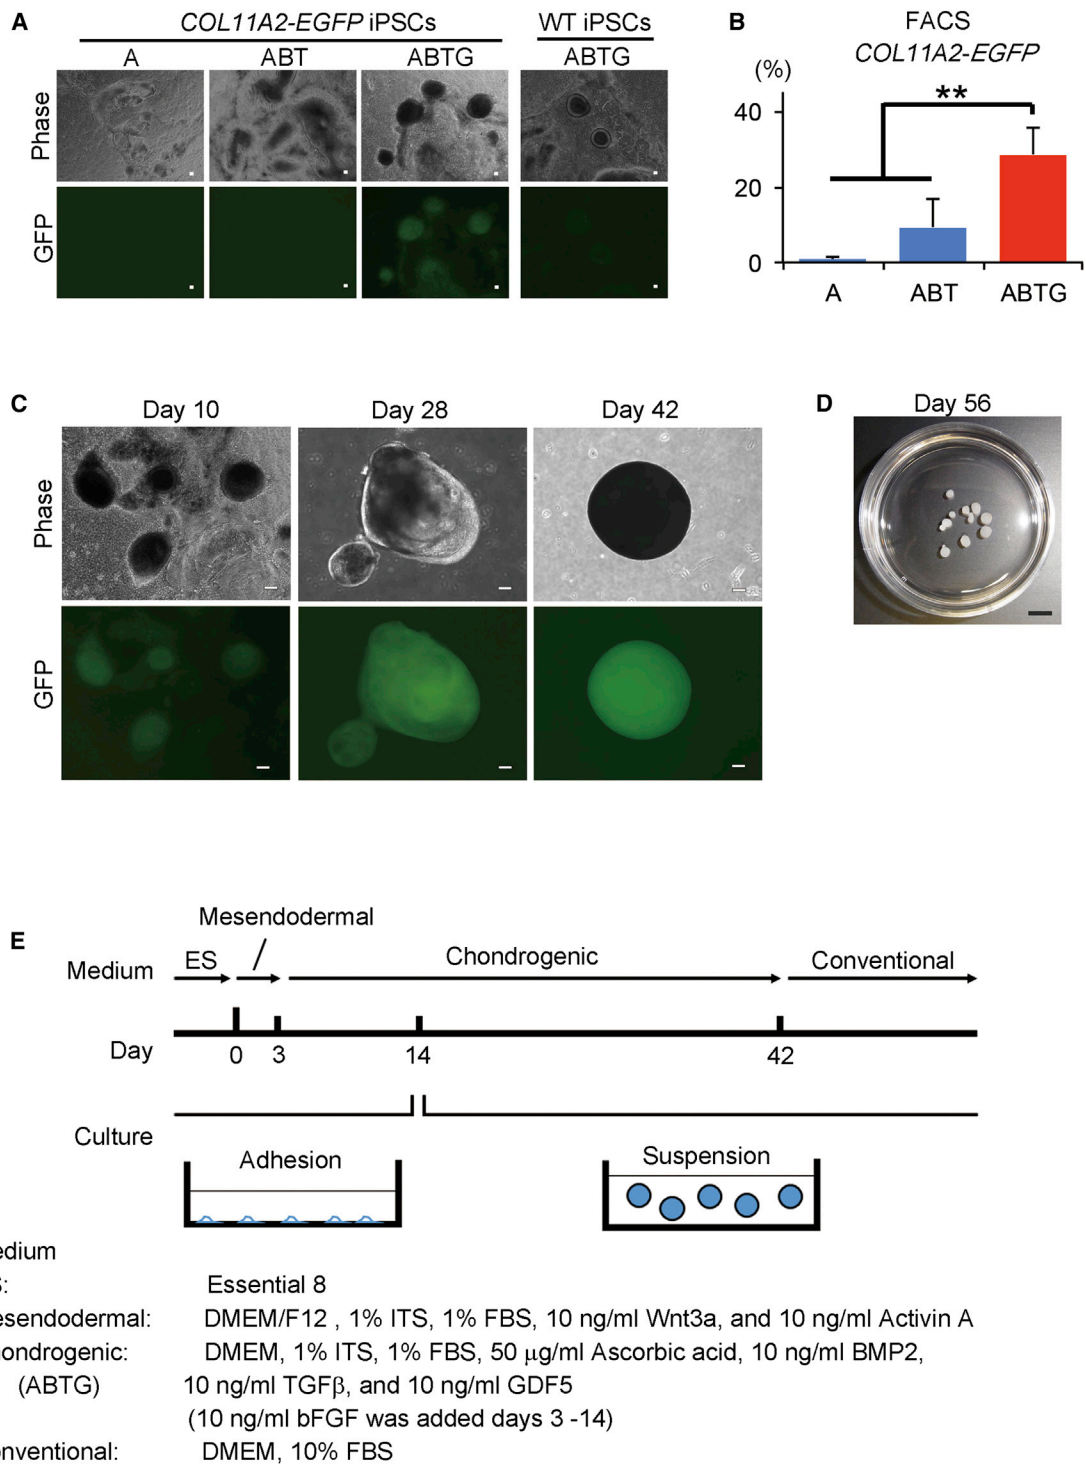 A
COL11A2-EGFP iPSCs
WT iPSCs
A ABT ABTG ABTG
Phase
GFP
B
FACS
COL11A2-EGFP
(%)
**
40
20
0
A ABT ABTG
C
Day 10 Day 28 Day 42
Phase
GFP
D
Day 56
E
Mesendodermal
Medium ES Chondrogenic Conventional
Day 0 3 14 42
Culture
Adhesion Suspension
edium
S: Essential 8
esendodermal: DMEM/F12 , 1% ITS, 1% FBS, 10 ng/ml Wnt3a, and 10 ng/ml Activin A
hondrogenic: DMEM, 1% ITS, 1% FBS, 50 μg/ml Ascorbic acid, 10 ng/ml BMP2,
(ABTG) 10 ng/ml TGFβ, and 10 ng/ml GDF5
(10 ng/ml bFGF was added days 3 -14)
onventional: DMEM, 10% FBS